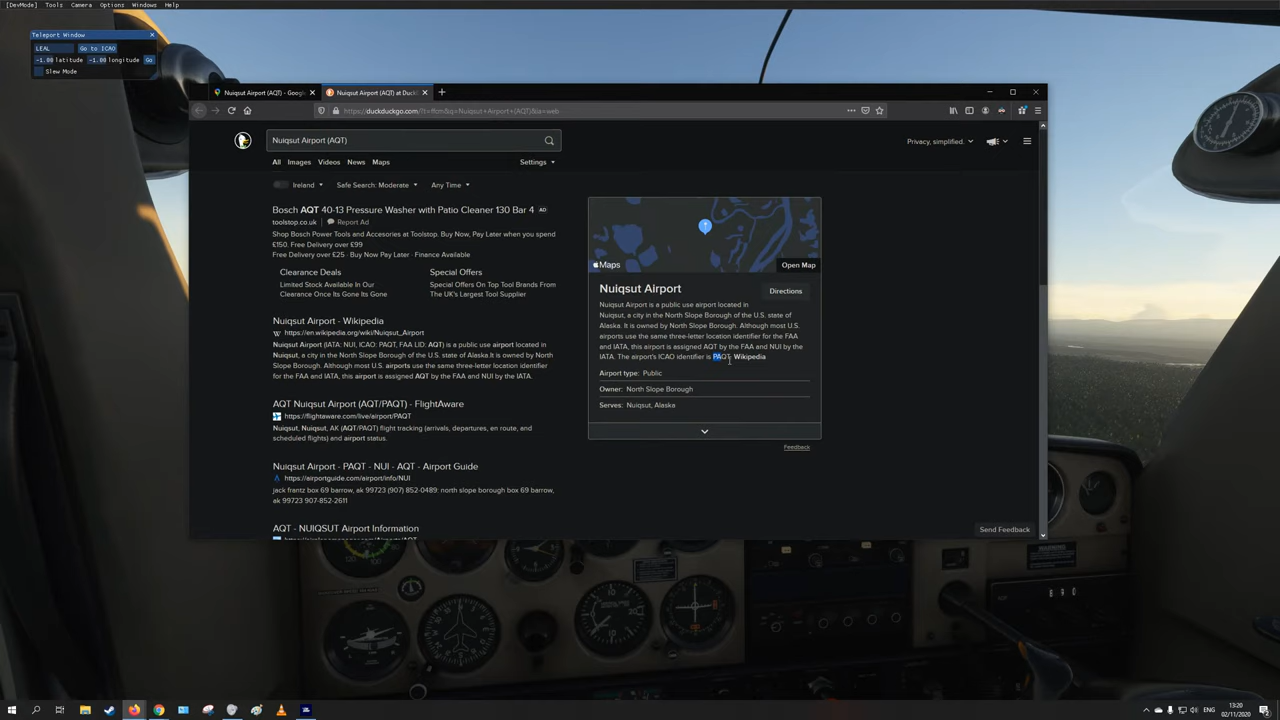 [DevMode] Tools Camera Options Windows Help
Teleport Window
LEAL Go to ICAO
-1.00 latitude -1.00 longitude Go
Slew Mode
Nuiqsut Airport (AQT) - Google
Nuiqsut Airport (AQT) at Duck
https://duckduckgo.com/?t=ffcm&q=Nuiqsut+Airport+(AQT)&ia=web
Nuiqsut Airport (AQT)
Privacy, simplified.
All Images Videos News Maps Settings
Ireland Safe Search: Moderate Any Time
Bosch AQT 40-13 Pressure Washer with Patio Cleaner 130 Bar 4 AD
toolstop.co.uk Report Ad
Shop Bosch Power Tools and Accesories at Toolstop. Buy Now, Pay Later when you spend
£150. Free Delivery over £99
Free Delivery over £25 · Buy Now Pay Later · Finance Available
Clearance Deals
Limited Stock Available In Our
Clearance Once Its Gone Its Gone
Special Offers
Special Offers On Top Tool Brands From
The UK's Largest Tool Supplier
Nuiqsut Airport - Wikipedia
https://en.wikipedia.org/wiki/Nuiqsut_Airport
Nuiqsut Airport (IATA: NUI, ICAO: PAQT, FAA LID: AQT) is a public use airport located in
Nuiqsut, a city in the North Slope Borough of the U.S. state of Alaska.It is owned by North
Slope Borough. Although most U.S. airports use the same three-letter location identifier for
the FAA and IATA, this airport is assigned AQT by the FAA and NUI by the IATA.
AQT Nuiqsut Airport (AQT/PAQT) - FlightAware
https://flightaware.com/live/airport/PAQT
Nuiqsut, Nuiqsut, AK (AQT/PAQT) flight tracking (arrivals, departures, en route, and
scheduled flights) and airport status.
Nuiqsut Airport - PAQT - NUI - AQT - Airport Guide
https://airportguide.com/airport/info/NUI
jack frantz box 69 barrow, ak 99723 (907) 852-0489: north slope borough box 69 barrow,
ak 99723 907-852-2611
AQT - NUIQSUT Airport Information
Maps
Open Map
Nuiqsut Airport
Directions
Nuiqsut Airport is a public use airport located in
Nuiqsut, a city in the North Slope Borough of the U.S. state of
Alaska. It is owned by North Slope Borough. Although most U.S.
airports use the same three-letter location identifier for the FAA
and IATA, this airport is assigned AQT by the FAA and NUI by the
IATA. The airport's ICAO identifier is PAQT. Wikipedia
Airport type: Public
Owner: North Slope Borough
Serves: Nuiqsut, Alaska
Feedback
Send Feedback
ENG
13:20
02/11/2020